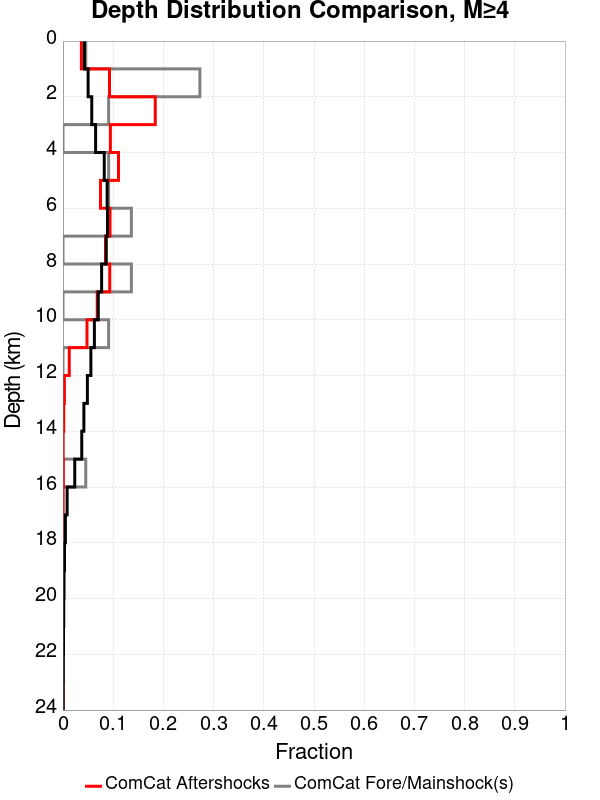 Depth Distribution Comparison, M≥4
0
2
4
6
8
10
12
14
16
18
20
22
24
Depth (km)
0 0.1 0.2 0.3 0.4 0.5 0.6 0.7 0.8 0.9 1
Fraction
ComCat Aftershocks ComCat Fore/Mainshock(s)